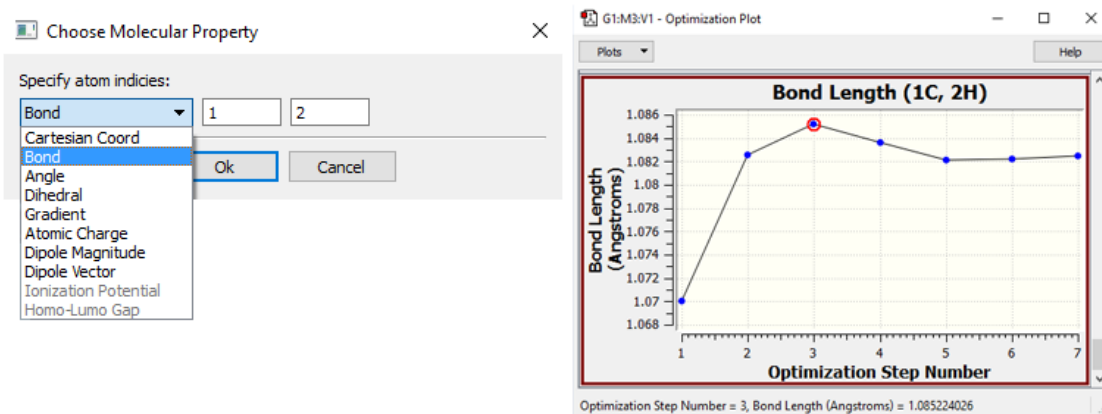 Choose Molecular Property
Specify atom indicies:
Bond 1 2
Cartesian Coord
Bond
Angle
Dihedral
Gradient
Atomic Charge
Dipole Magnitude
Dipole Vector
Ionization Potential
Homo-Lumo Gap
Ok Cancel
G1:M3:V1 - Optimization Plot
Plots Help
Bond Length (1C, 2H)
Bond Length
(Angstroms)
1.086
1.084
1.082
1.08
1.078
1.076
1.074
1.072
1.07
1.068
1 2 3 4 5 6 7
Optimization Step Number
Optimization Step Number = 3, Bond Length (Angstroms) = 1.085224026